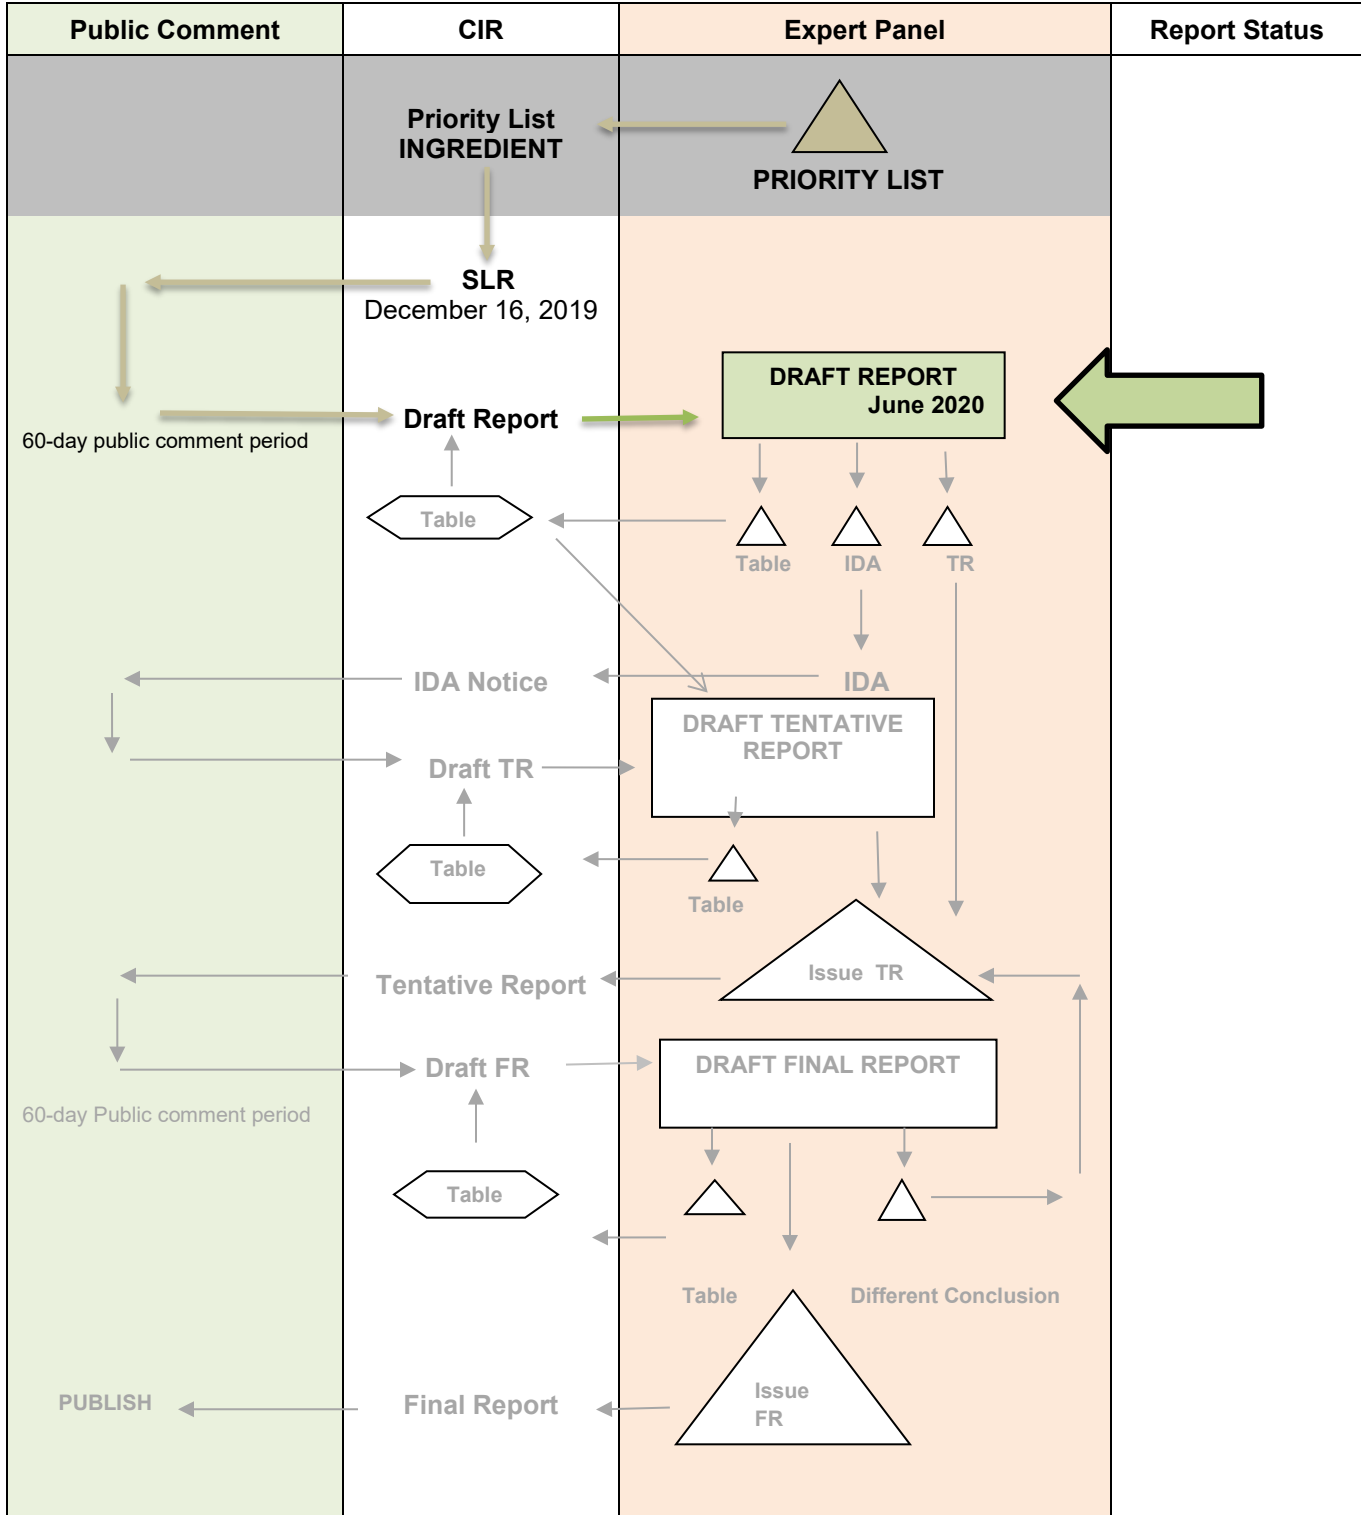 Public Comment
CIR
Expert Panel
Report Status
Priority List
INGREDIENT
PRIORITY LIST
SLR
December 16, 2019
DRAFT REPORT
June 2020
Draft Report
60-day public comment period
Table
Table
IDA
TR
IDA Notice
IDA
DRAFT TENTATIVE
REPORT
Draft TR
Table
Table
Issue TR
Tentative Report
Draft FR
DRAFT FINAL REPORT
60-day Public comment period
Table
Table
Different Conclusion
PUBLISH
Final Report
Issue
FR